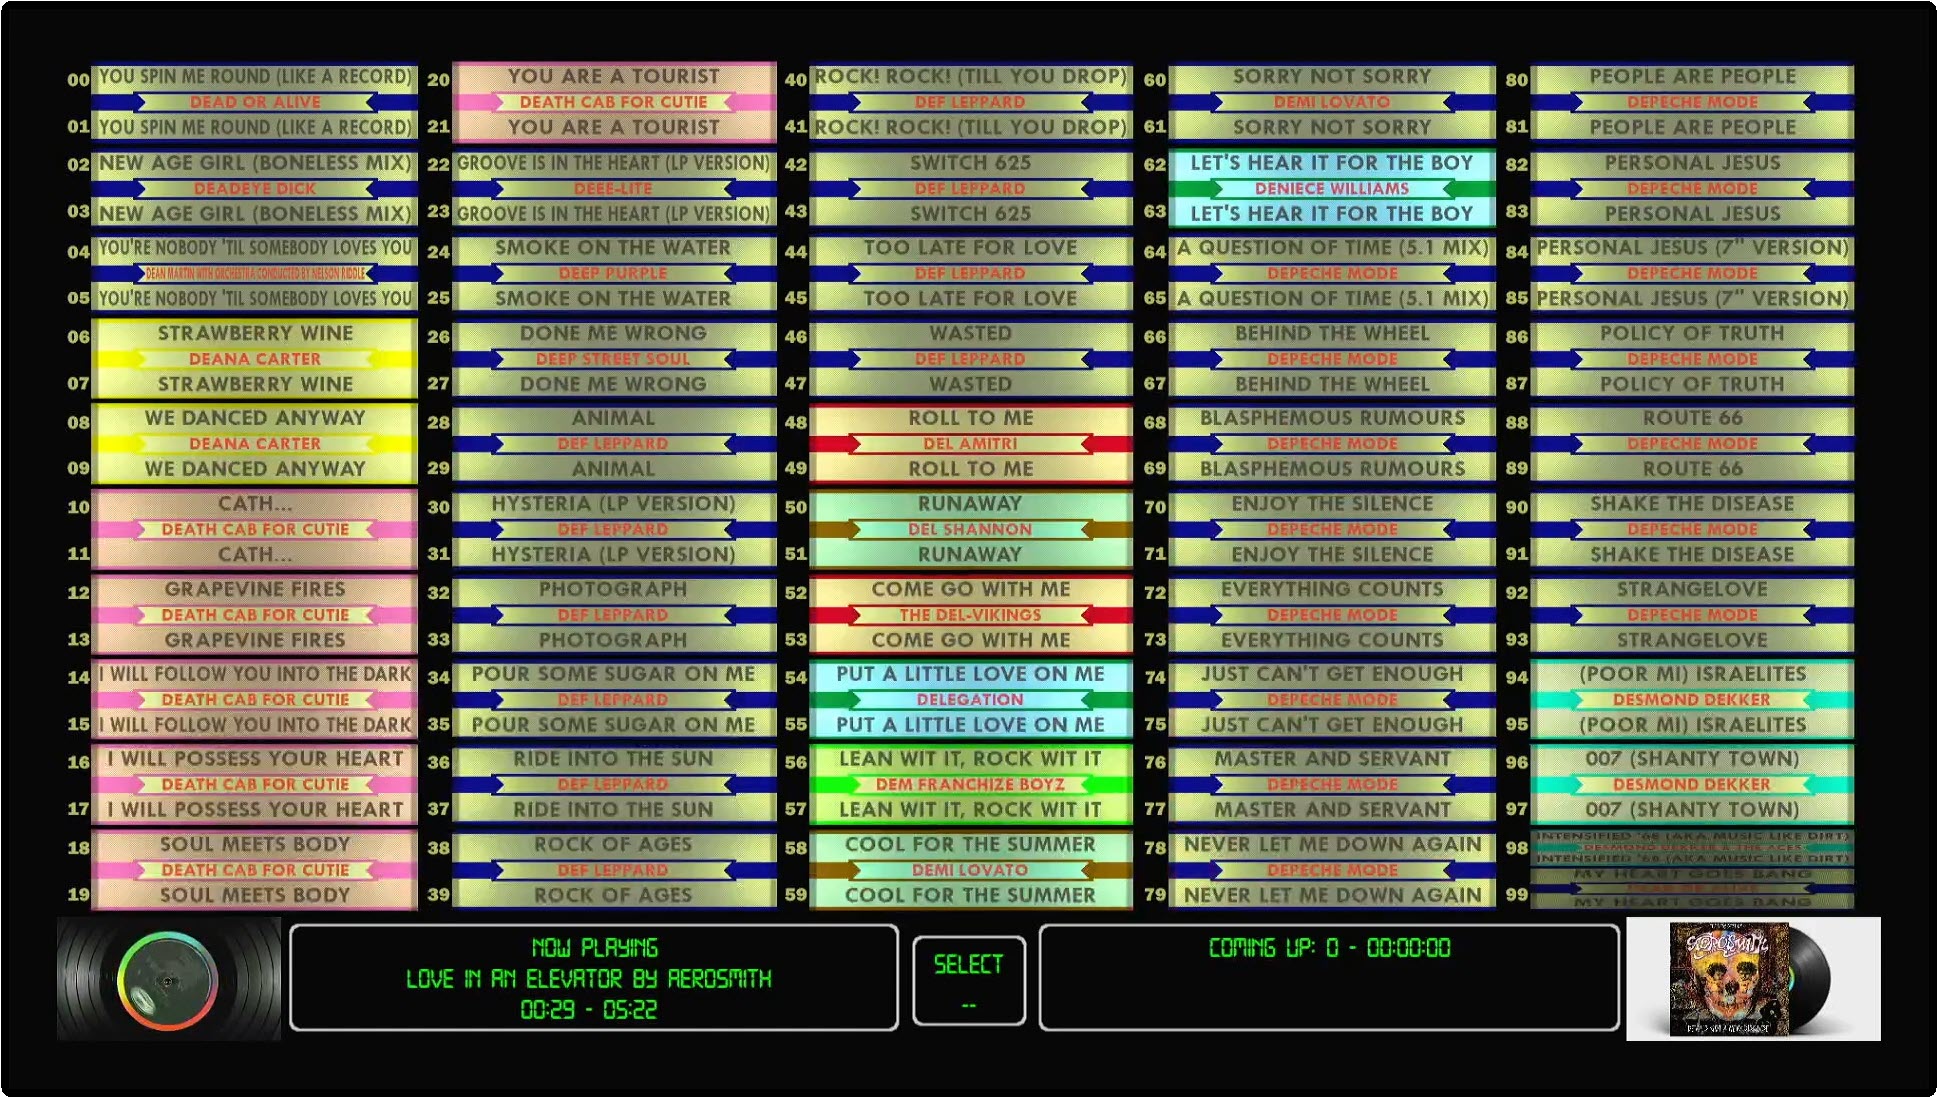 00 YOU SPIN ME ROUND (LIKE A RECORD)
DEAD OR ALIVE
01 YOU SPIN ME ROUND (LIKE A RECORD)
02 NEW AGE GIRL (BONELESS MIX)
DEADEYE DICK
03 NEW AGE GIRL (BONELESS MIX)
04 YOU'RE NOBODY 'TIL SOMEBODY LOVES YOU
DEAN MARTIN WITH ORCHESTRA CONDUCTED BY NELSON RIDDLE
05 YOU'RE NOBODY 'TIL SOMEBODY LOVES YOU
06 STRAWBERRY WINE
DEANA CARTER
07 STRAWBERRY WINE
08 WE DANCED ANYWAY
DEANA CARTER
09 WE DANCED ANYWAY
10 CATH...
DEATH CAB FOR CUTIE
11 CATH...
12 GRAPEVINE FIRES
DEATH CAB FOR CUTIE
13 GRAPEVINE FIRES
14 I WILL FOLLOW YOU INTO THE DARK
DEATH CAB FOR CUTIE
15 I WILL FOLLOW YOU INTO THE DARK
16 I WILL POSSESS YOUR HEART
DEATH CAB FOR CUTIE
17 I WILL POSSESS YOUR HEART
18 SOUL MEETS BODY
DEATH CAB FOR CUTIE
19 SOUL MEETS BODY
20 YOU ARE A TOURIST
DEATH CAB FOR CUTIE
21 YOU ARE A TOURIST
22 GROOVE IS IN THE HEART (LP VERSION)
DEEE-LITE
23 GROOVE IS IN THE HEART (LP VERSION)
24 SMOKE ON THE WATER
DEEP PURPLE
25 SMOKE ON THE WATER
26 DONE ME WRONG
DEEP STREET SOUL
27 DONE ME WRONG
28 ANIMAL
DEF LEPPARD
29 ANIMAL
30 HYSTERIA (LP VERSION)
DEF LEPPARD
31 HYSTERIA (LP VERSION)
32 PHOTOGRAPH
DEF LEPPARD
33 PHOTOGRAPH
34 POUR SOME SUGAR ON ME
DEF LEPPARD
35 POUR SOME SUGAR ON ME
36 RIDE INTO THE SUN
DEF LEPPARD
37 RIDE INTO THE SUN
38 ROCK OF AGES
DEF LEPPARD
39 ROCK OF AGES
40 ROCK! ROCK! (TILL YOU DROP)
DEF LEPPARD
41 ROCK! ROCK! (TILL YOU DROP)
42 SWITCH 625
DEF LEPPARD
43 SWITCH 625
44 TOO LATE FOR LOVE
DEF LEPPARD
45 TOO LATE FOR LOVE
46 WASTED
DEF LEPPARD
47 WASTED
48 ROLL TO ME
DEL AMITRI
49 ROLL TO ME
50 RUNAWAY
DEL SHANNON
51 RUNAWAY
52 COME GO WITH ME
THE DEL-VIKINGS
53 COME GO WITH ME
54 PUT A LITTLE LOVE ON ME
DELEGATION
55 PUT A LITTLE LOVE ON ME
56 LEAN WIT IT, ROCK WIT IT
DEM FRANCHIZE BOYZ
57 LEAN WIT IT, ROCK WIT IT
58 COOL FOR THE SUMMER
DEMI LOVATO
59 COOL FOR THE SUMMER
60 SORRY NOT SORRY
DEMI LOVATO
61 SORRY NOT SORRY
62 LET'S HEAR IT FOR THE BOY
DENIECE WILLIAMS
63 LET'S HEAR IT FOR THE BOY
64 A QUESTION OF TIME (5.1 MIX)
DEPECHE MODE
65 A QUESTION OF TIME (5.1 MIX)
66 BEHIND THE WHEEL
DEPECHE MODE
67 BEHIND THE WHEEL
68 BLASPHEMOUS RUMOURS
DEPECHE MODE
69 BLASPHEMOUS RUMOURS
70 ENJOY THE SILENCE
DEPECHE MODE
71 ENJOY THE SILENCE
72 EVERYTHING COUNTS
DEPECHE MODE
73 EVERYTHING COUNTS
74 JUST CAN'T GET ENOUGH
DEPECHE MODE
75 JUST CAN'T GET ENOUGH
76 MASTER AND SERVANT
DEPECHE MODE
77 MASTER AND SERVANT
78 NEVER LET ME DOWN AGAIN
DEPECHE MODE
79 NEVER LET ME DOWN AGAIN
80 PEOPLE ARE PEOPLE
DEPECHE MODE
81 PEOPLE ARE PEOPLE
82 PERSONAL JESUS
DEPECHE MODE
83 PERSONAL JESUS
84 PERSONAL JESUS (7" VERSION)
DEPECHE MODE
85 PERSONAL JESUS (7" VERSION)
86 POLICY OF TRUTH
DEPECHE MODE
87 POLICY OF TRUTH
88 ROUTE 66
DEPECHE MODE
89 ROUTE 66
90 SHAKE THE DISEASE
DEPECHE MODE
91 SHAKE THE DISEASE
92 STRANGELOVE
DEPECHE MODE
93 STRANGELOVE
94 (POOR MI) ISRAELITES
DESMOND DEKKER
95 (POOR MI) ISRAELITES
96 007 (SHANTY TOWN)
DESMOND DEKKER
97 007 (SHANTY TOWN)
INTENSIFIED '68 (AKA MUSIC LIKE DIRT)
98 DESMOND DEKKER & THE ACES
INTENSIFIED '68 (AKA MUSIC LIKE DIRT)
MY HEART GOES BANG
99 DEAD OR ALIVE
MY HEART GOES BANG
NOW PLAYING
LOVE IN AN ELEVATOR BY AEROSMITH
00:29 - 05:22
SELECT
--
COMING UP: 0 - 00:00:00
AEROSMITH